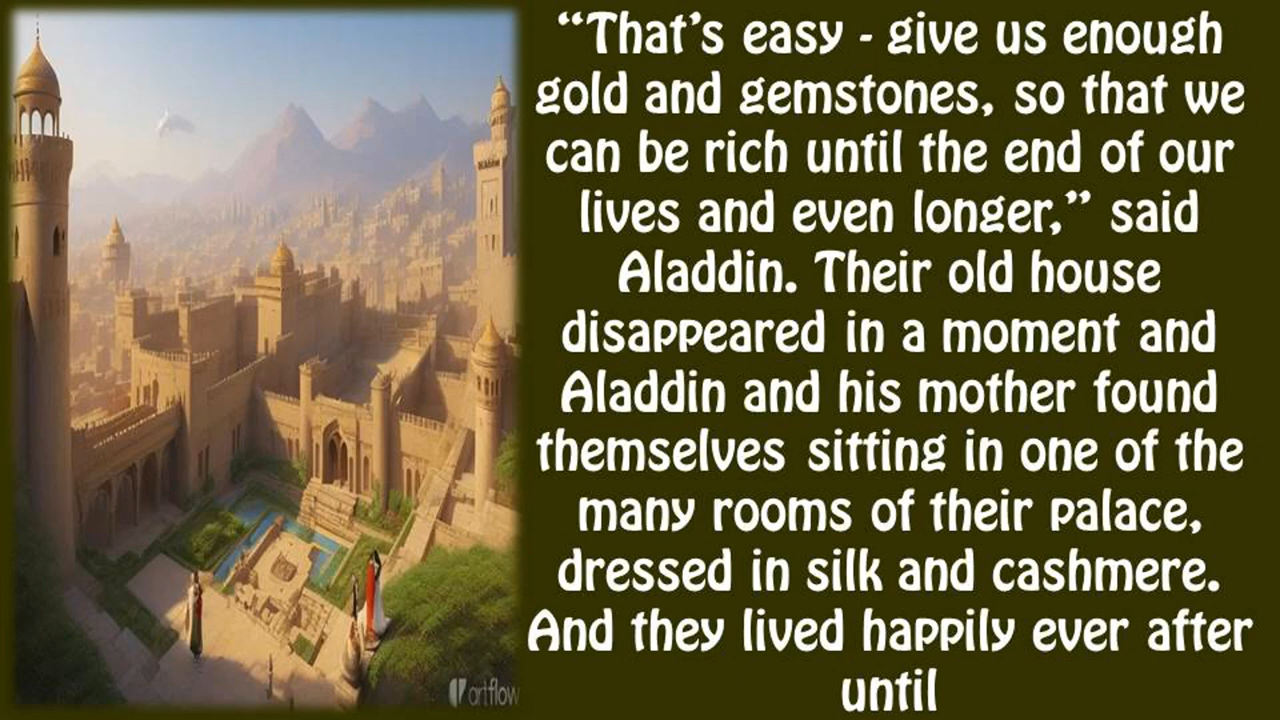 “That’s easy - give us enough
gold and gemstones, so that we
can be rich until the end of our
lives and even longer,” said
Aladdin. Their old house
disappeared in a moment and
Aladdin and his mother found
themselves sitting in one of the
many rooms of their palace,
dressed in silk and cashmere.
And they lived happily ever after
until
artflow